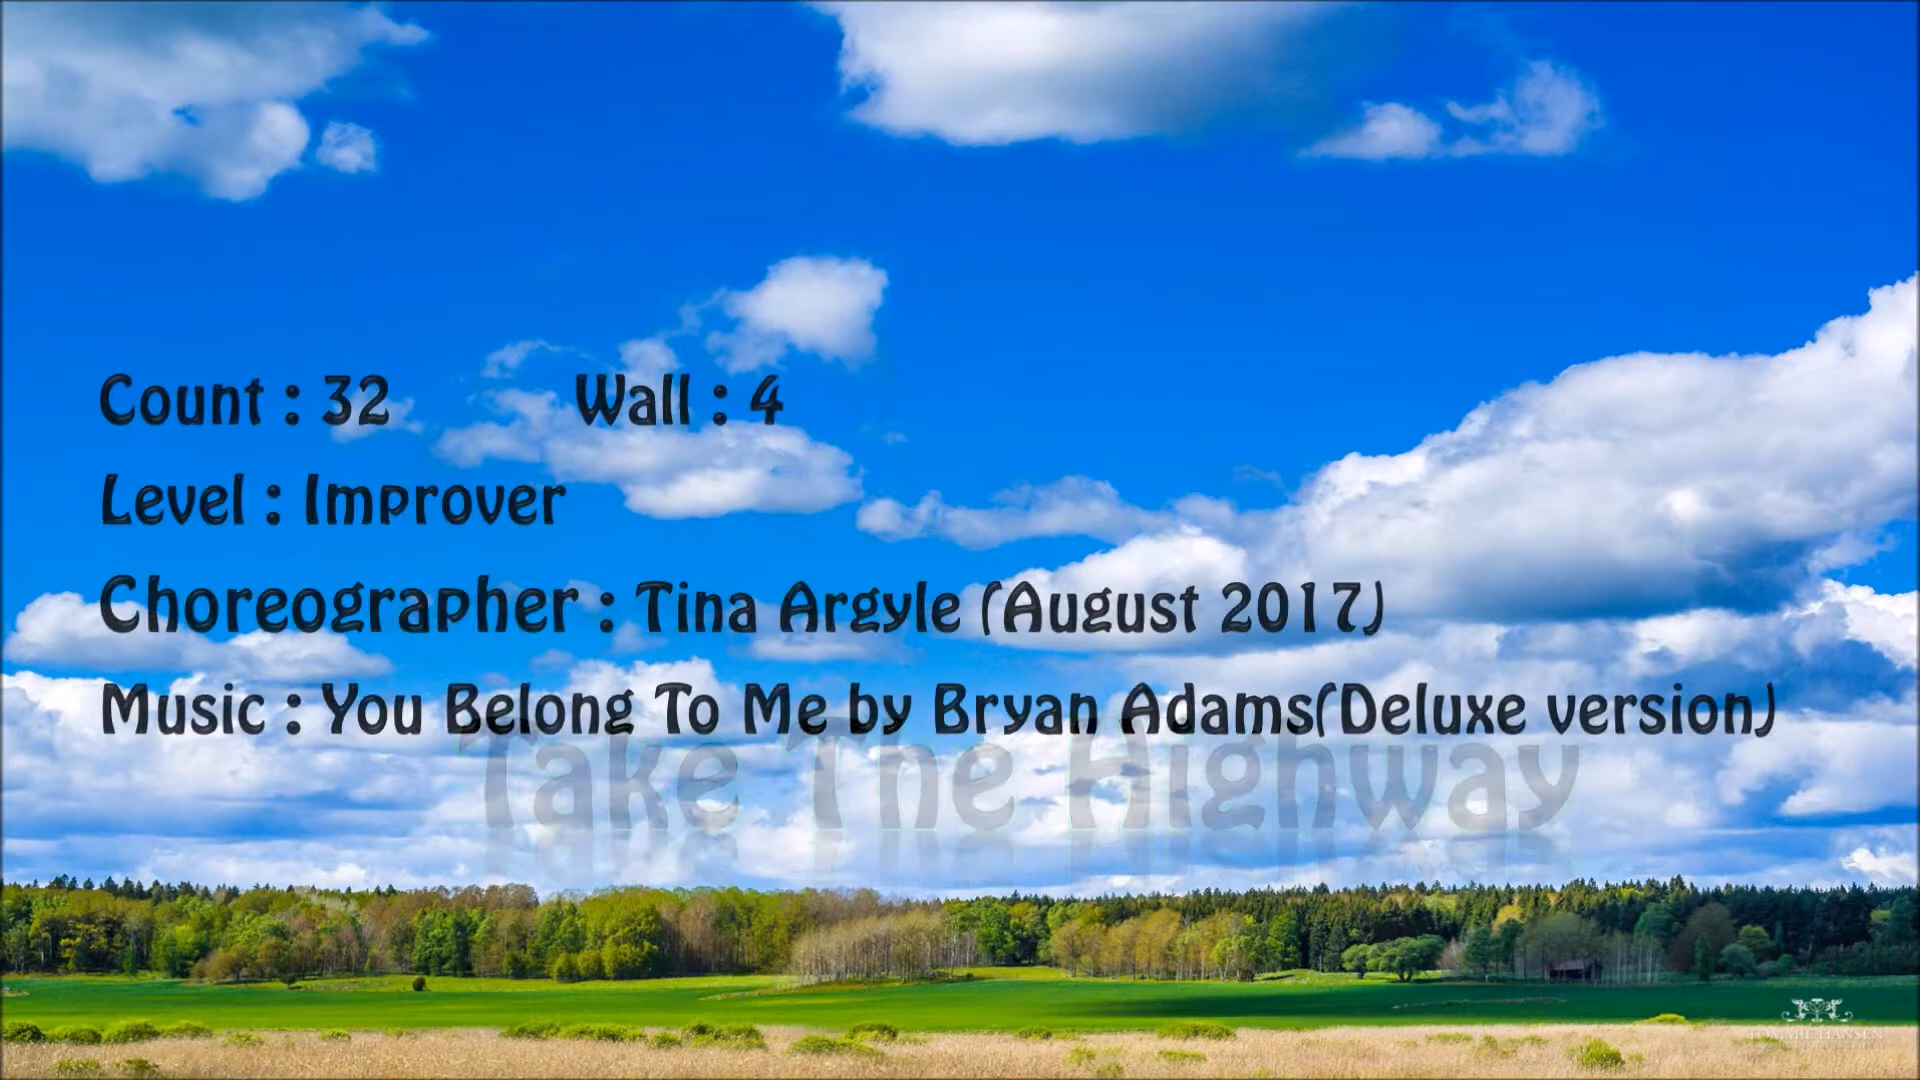 Count : 32 Wall : 4
Level : Improver
Choreographer : Tina Argyle (August 2017)
Music : You Belong To Me by Bryan Adams(Deluxe version)
Take The Highway